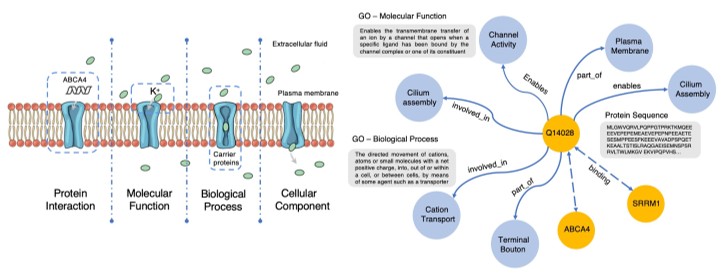 Extracellular fluid
ABCA4
K+
Plasma membrane
Carrier
proteins
Protein
Interaction
Molecular
Function
Biological
Process
Cellular
Component
GO – Molecular Function
Enables the transmembrane transfer of
an ion by a channel that opens when a
specific ligand has been bound by the
channel complex or one of its constituent
Channel
Activity
Plasma
Membrane
Enables
part_of
enables
Cilium
assembly
involved_in
Cilium
Assembly
Q14028
Protein Sequence
GO – Biological Process
The directed movement of cations,
atoms or small molecules with a net
positive charge, into, out of or within
a cell, or between cells, by means
of some agent such as a transporter
involved_in
part_of
binding
Cation
Transport
Terminal
Bouton
ABCA4
SRRM1